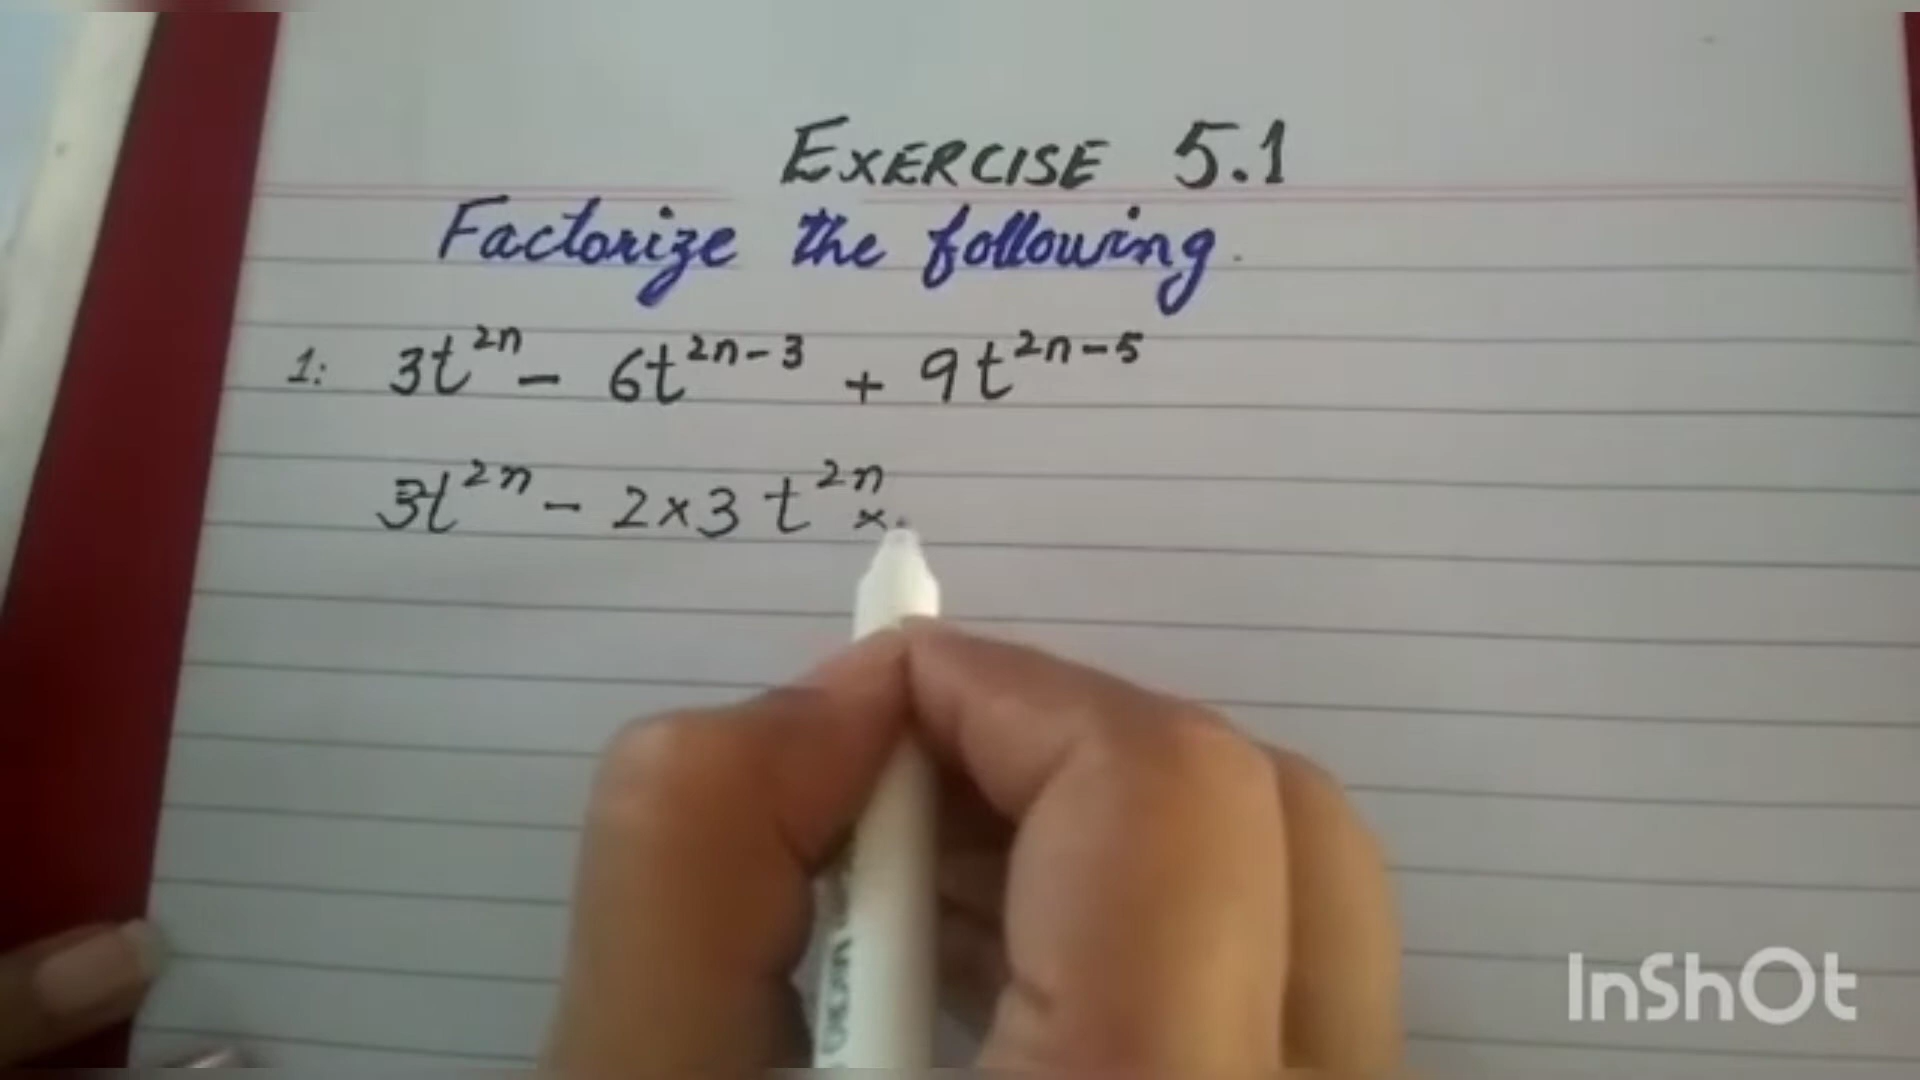 EXERCISE 5.1
Factorize the following.
1: 3t^{2n} - 6t^{2n-3} + 9t^{2n-5}
3t^{2n} - 2×3 t^{2n} ×
InShOt